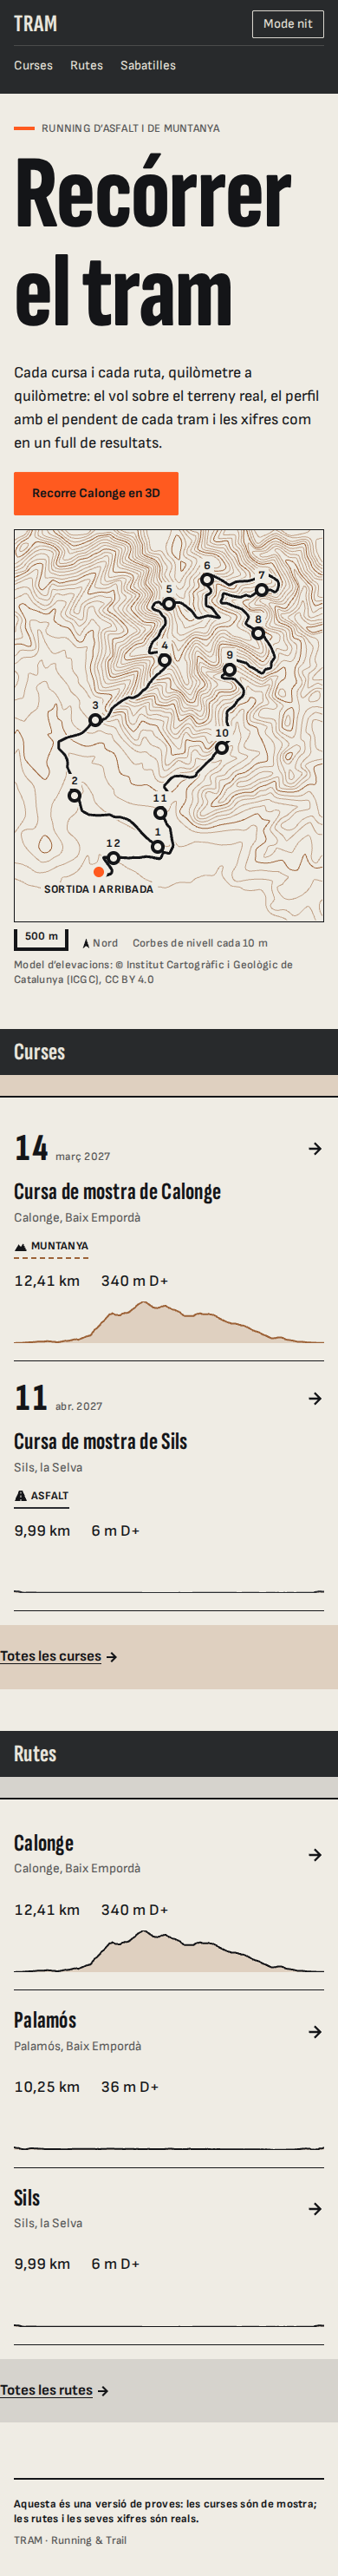 TRAM
Mode nit
Curses Rutes Sabatilles
RUNNING D'ASFALT I DE MUNTANYA
Recórrer
el tram
Cada cursa i cada ruta, quilòmetre a
quilòmetre: el vol sobre el terreny real, el perfil
amb el pendent de cada tram i les xifres com
en un full de resultats.
Recorre Calonge en 3D
6
7
5
8
4
9
3
10
2
11
1
12
SORTIDA I ARRIBADA
500 m Nord Corbes de nivell cada 10 m
Model d'elevacions: © Institut Cartogràfic i Geològic de
Catalunya (ICGC), CC BY 4.0
Curses
14 març 2027 →
Cursa de mostra de Calonge
Calonge, Baix Empordà
MUNTANYA
12,41 km 340 m D+
11 abr. 2027 →
Cursa de mostra de Sils
Sils, la Selva
ASFALT
9,99 km 6 m D+
Totes les curses →
Rutes
Calonge
Calonge, Baix Empordà →
12,41 km 340 m D+
Palamós
Palamós, Baix Empordà →
10,25 km 36 m D+
Sils
Sils, la Selva →
9,99 km 6 m D+
Totes les rutes →
Aquesta és una versió de proves: les curses són de mostra;
les rutes i les seves xifres són reals.
TRAM · Running & Trail